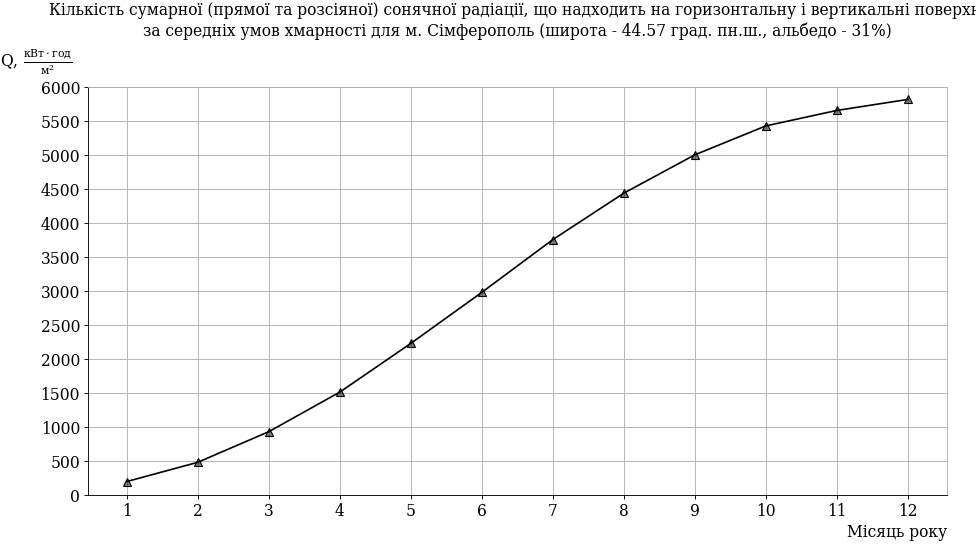 Кількість сумарної (прямої та розсіяної) сонячної радіації, що надходить на горизонтальну і вертикальні
за середніх умов хмарності для м. Сімферополь (широта - 44.57 град. пн.ш., альбедо - 31%)
Q, кВт · год
м²
6000
5500
5000
4500
4000
3500
3000
2500
2000
1500
1000
500
0
1 2 3 4 5 6 7 8 9 10 11 12
Місяць року